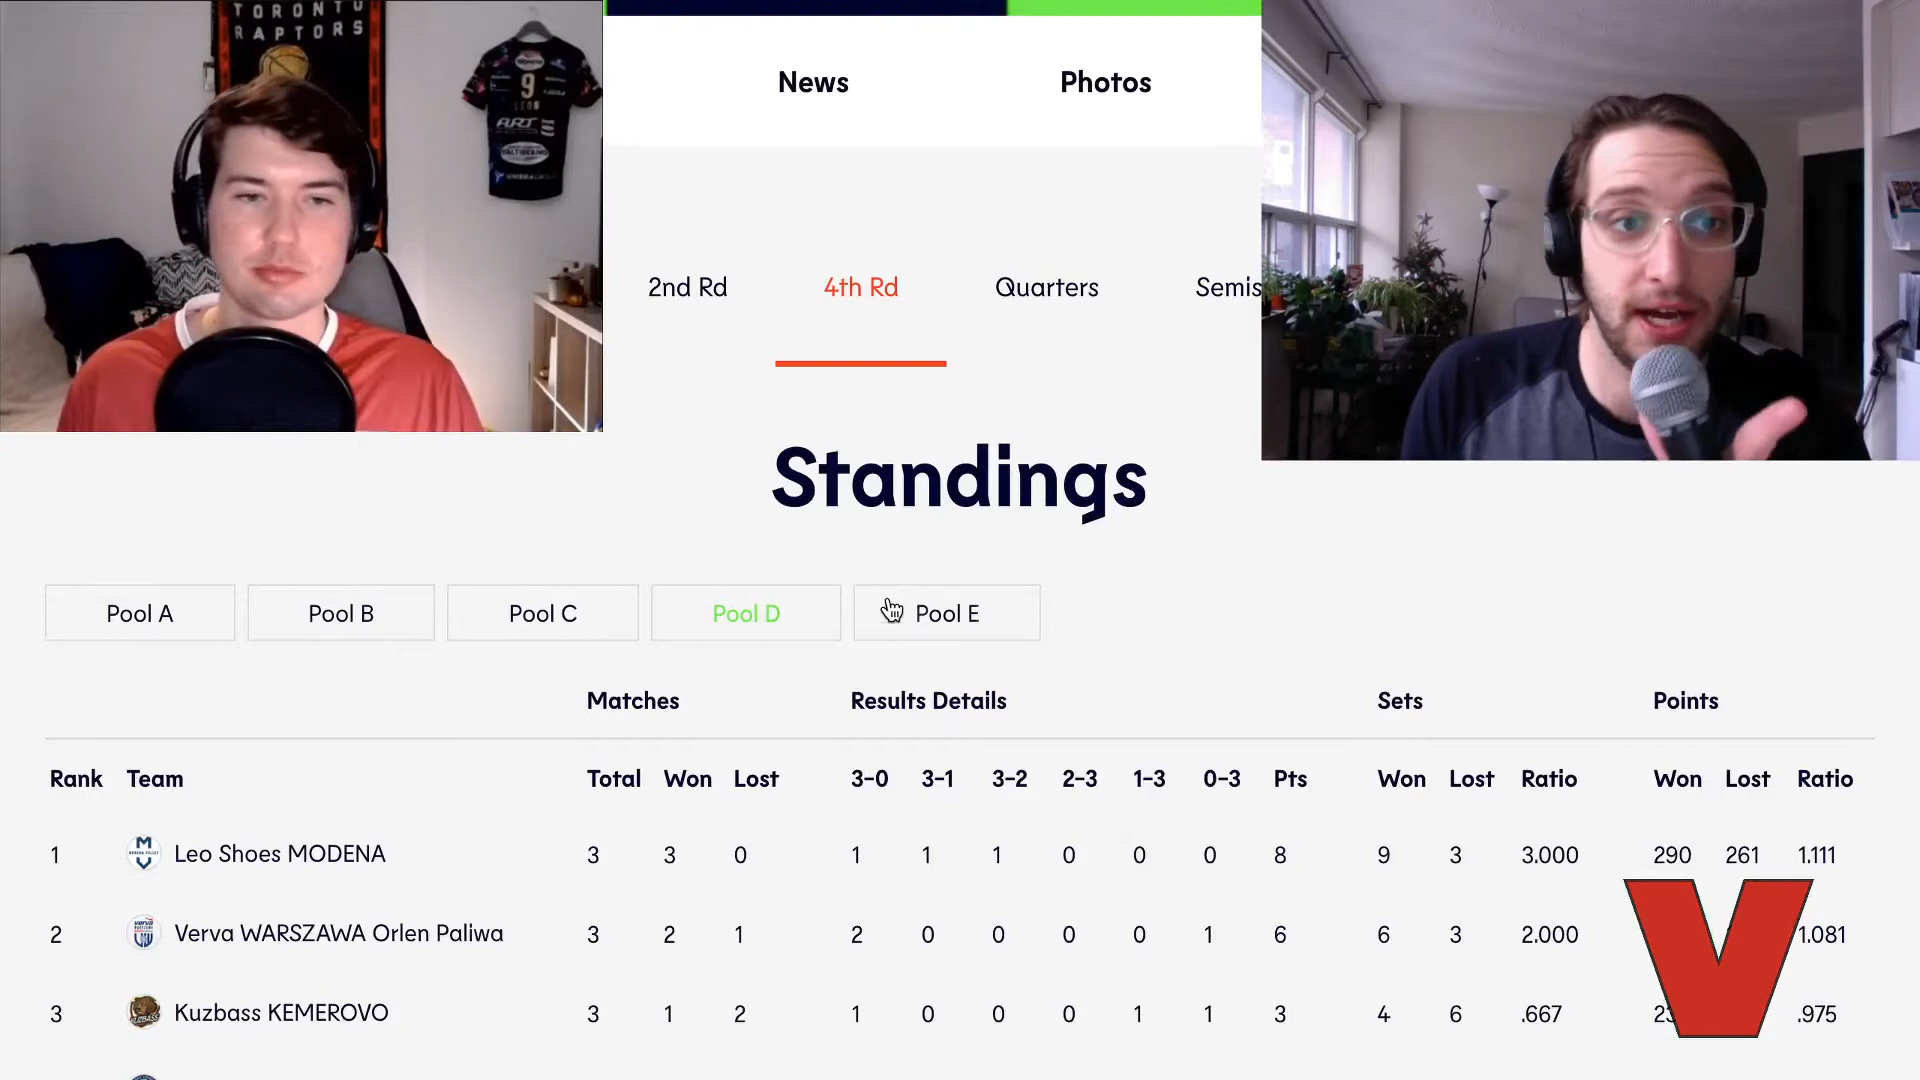 TORONTO
RAPTORS
9
LEON
ART
News
Photos
2nd Rd
4th Rd
Quarters
Semis
Standings
Pool A
Pool B
Pool C
Pool D
Pool E
Matches Results Details Sets Points
Rank Team Total Won Lost 3-0 3-1 3-2 2-3 1-3 0-3 Pts Won Lost Ratio Won Lost Ratio
1 Leo Shoes MODENA 3 3 0 1 1 1 0 0 0 8 9 3 3.000 290 261 1.111
2 Verva WARSZAWA Orlen Paliwa 3 2 1 2 0 0 0 0 1 6 6 3 2.000 1.081
3 Kuzbass KEMEROVO 3 1 2 1 0 0 0 1 1 3 4 6 .667 .975
V